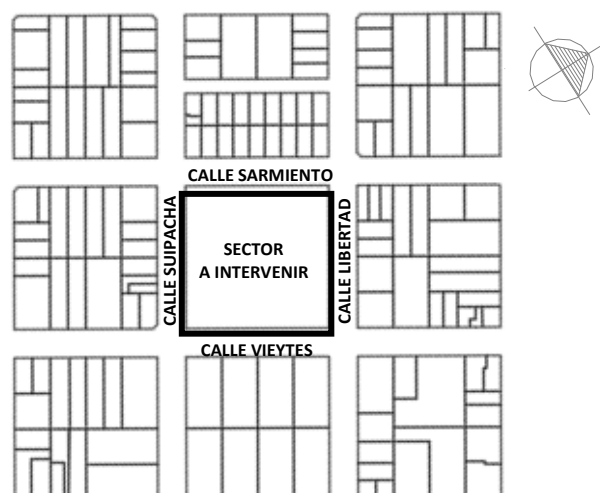 CALLE SARMIENTO
CALLE SUIPACHA
SECTOR
A INTERVENIR
CALLE LIBERTAD
CALLE VIEYTES